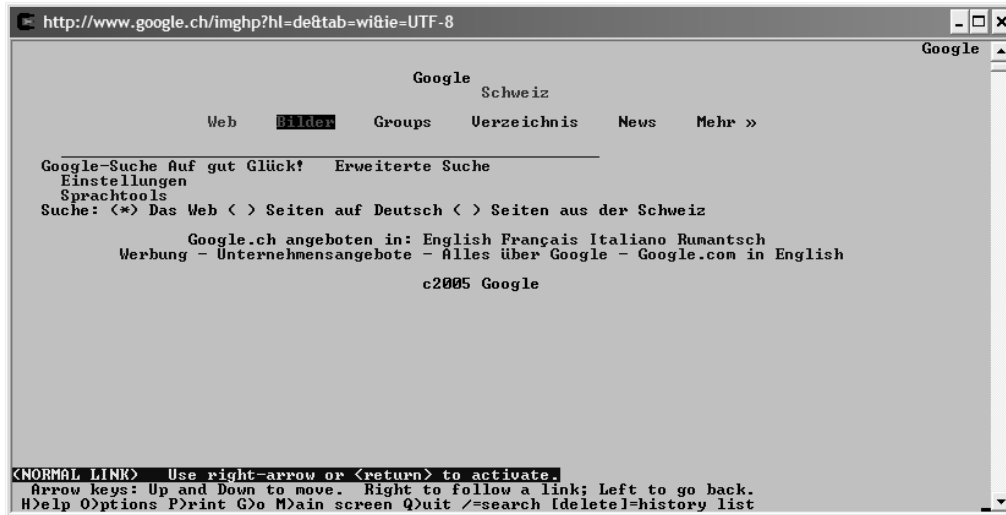 http://www.google.ch/imghp?hl=de&tab=wi&ie=UTF-8
Google
Google
Schweiz
Web Bilder Groups Verzeichnis News Mehr »
Google-Suche Auf gut Glück! Erweiterte Suche
Einstellungen
Sprachtools
Suche: (*) Das Web ( ) Seiten auf Deutsch ( ) Seiten aus der Schweiz
Google.ch angeboten in: English Français Italiano Rumantsch
Werbung - Unternehmensangebote - Alles über Google - Google.com in English
c2005 Google
(NORMAL LINK) Use right-arrow or <return> to activate.
Arrow keys: Up and Down to move. Right to follow a link; Left to go back.
H)elp O)ptions P)rint G)o M)ain screen Q)uit /=search [delete]=history list